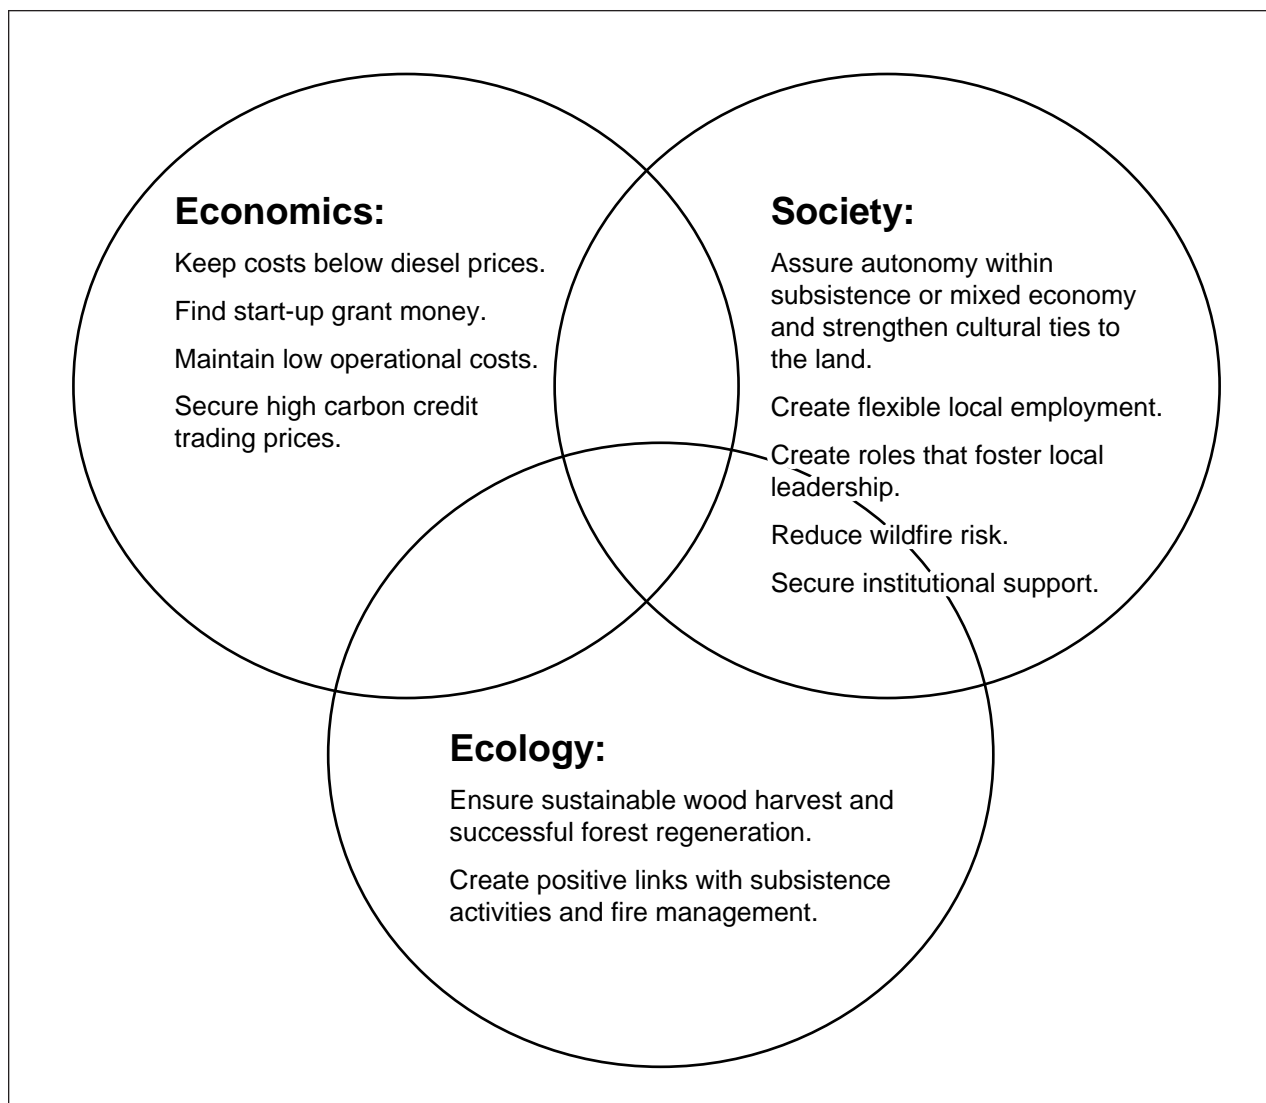 Economics:
Keep costs below diesel prices.
Find start-up grant money.
Maintain low operational costs.
Secure high carbon credit
trading prices.
Society:
Assure autonomy within
subsistence or mixed economy
and strengthen cultural ties to
the land.
Create flexible local employment.
Create roles that foster local
leadership.
Reduce wildfire risk.
Secure institutional support.
Ecology:
Ensure sustainable wood harvest and
successful forest regeneration.
Create positive links with subsistence
activities and fire management.